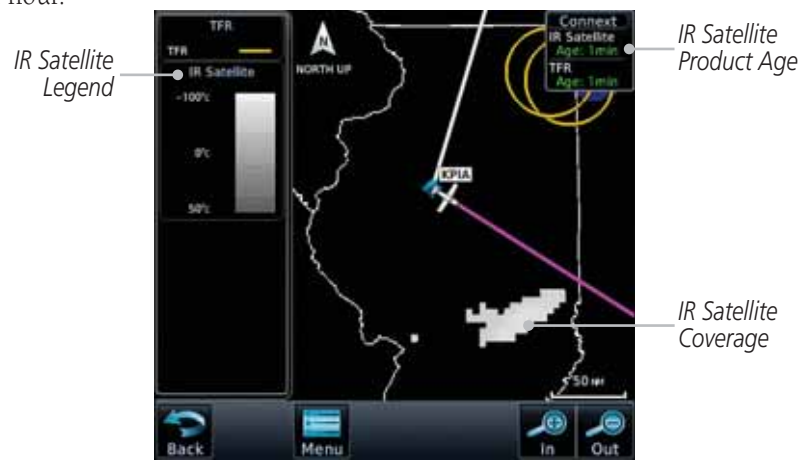 hour.
IR Satellite
Legend
TFR
TFR
IR Satellite
-100°c
0°c
50°c
N
NORTH UP
KPIA
Connext
IR Satellite
Age: 1min
TFR
Age: 1min
IR Satellite
Product Age
IR Satellite
Coverage
50 NM
Back
Menu
In
Out